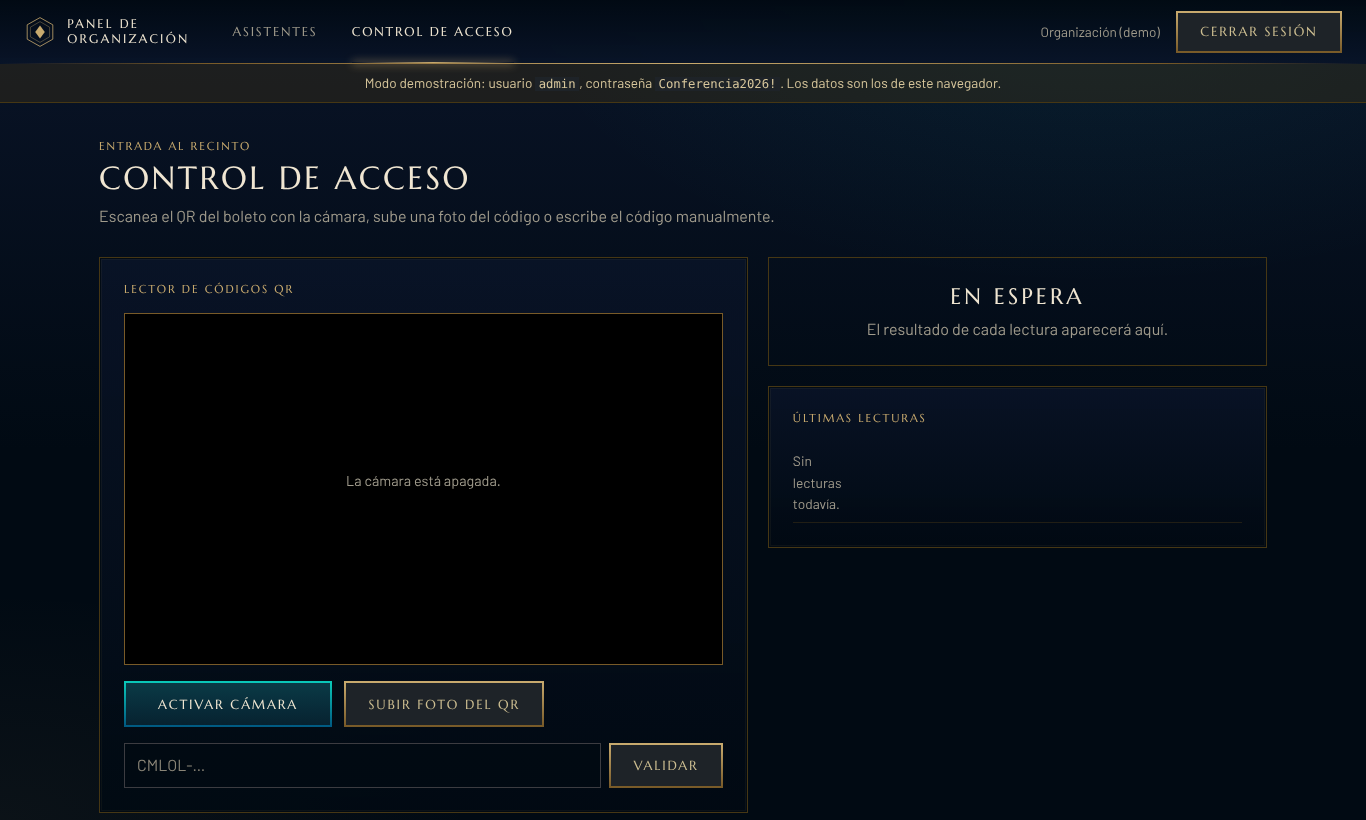 PANEL DE
ORGANIZACIÓN
ASISTENTES
CONTROL DE ACCESO
Organización (demo)
CERRAR SESIÓN
Modo demostración: usuario admin, contraseña Conferencia2026!. Los datos son los de este navegador.
ENTRADA AL RECINTO
CONTROL DE ACCESO
Escanea el QR del boleto con la cámara, sube una foto del código o escribe el código manualmente.
LECTOR DE CÓDIGOS QR
La cámara está apagada.
ACTIVAR CÁMARA
SUBIR FOTO DEL QR
CMLOL-...
VALIDAR
EN ESPERA
El resultado de cada lectura aparecerá aquí.
ÚLTIMAS LECTURAS
Sin
lecturas
todavía.